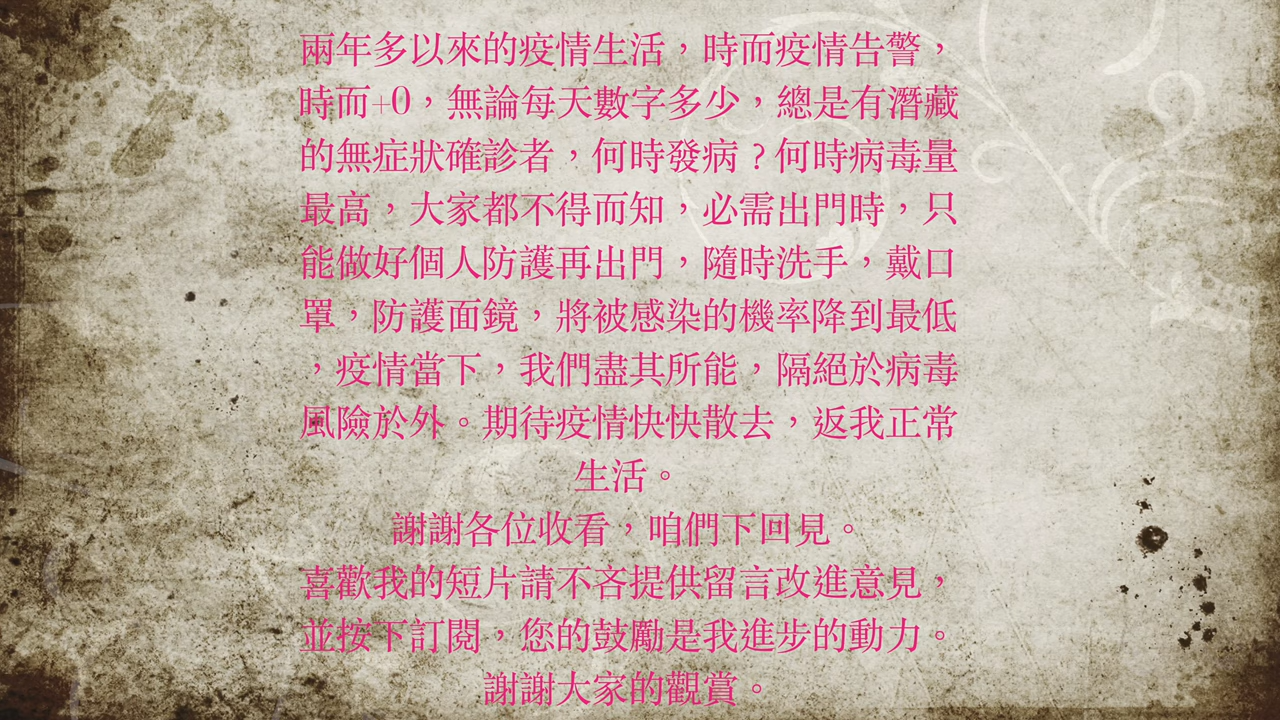 兩年多以來的疫情生活，時而疫情告警，
時而+0，無論每天數字多少，總是有潛藏
的無症狀確診者，何時發病？何時病毒量
最高，大家都不得而知，必需出門時，只
能做好個人防護再出門，隨時洗手，戴口
罩，防護面鏡，將被感染的機率降到最低
，疫情當下，我們盡其所能，隔絕於病毒
風險於外。期待疫情快快散去，返我正常
生活。
謝謝各位收看，咱們下回見。
喜歡我的短片請不吝提供留言改進意見，
並按下訂閱，您的鼓勵是我進步的動力。
謝謝大家的觀賞。